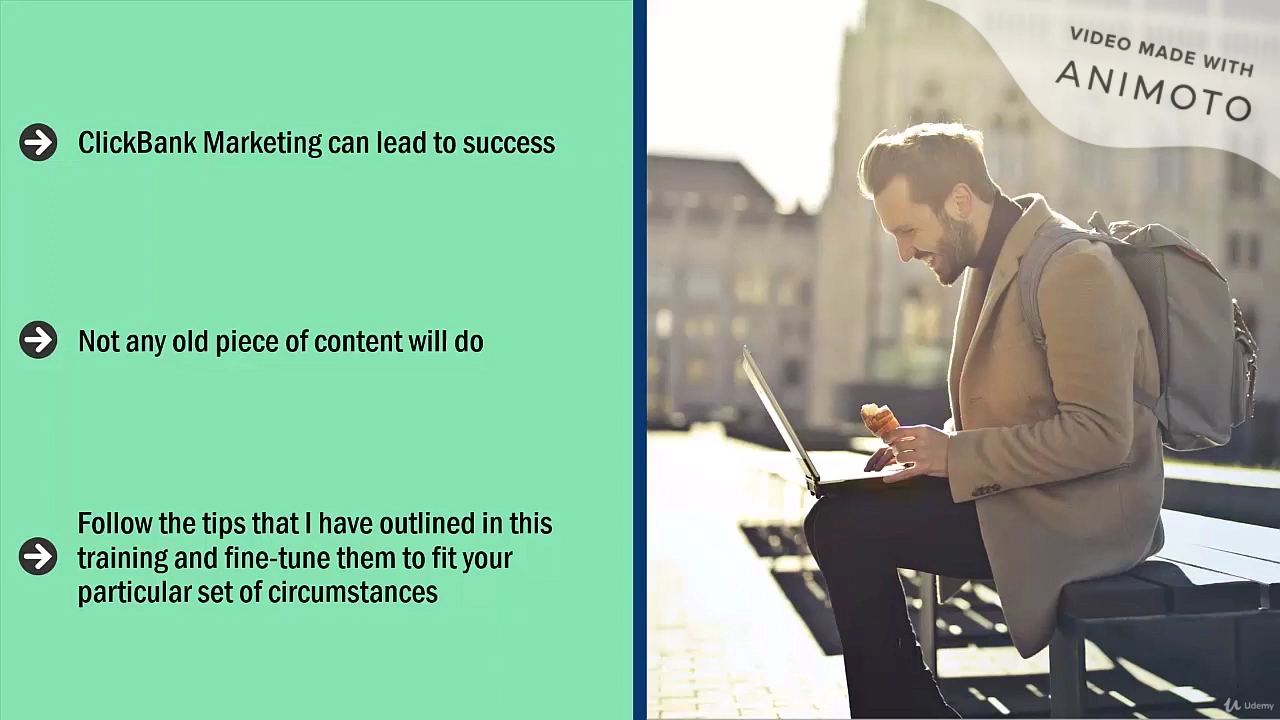 ClickBank Marketing can lead to success
Not any old piece of content will do
Follow the tips that I have outlined in this
training and fine-tune them to fit your
particular set of circumstances
VIDEO MADE WITH
ANIMOTO
Udemy